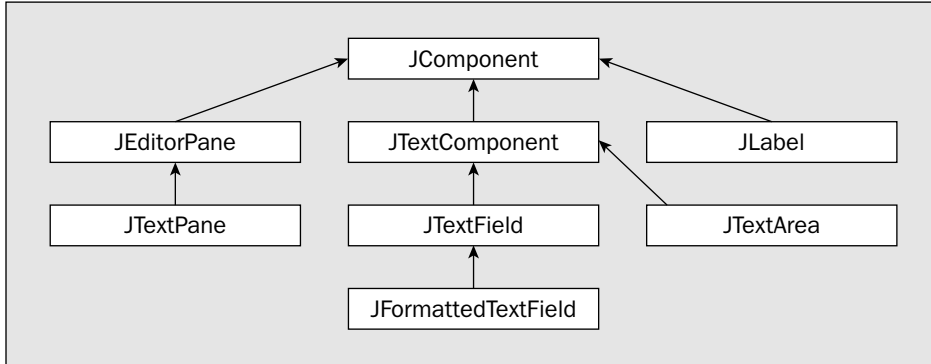 JComponent
JEditorPane
JTextComponent
JLabel
JTextPane
JTextField
JTextArea
JFormattedTextField